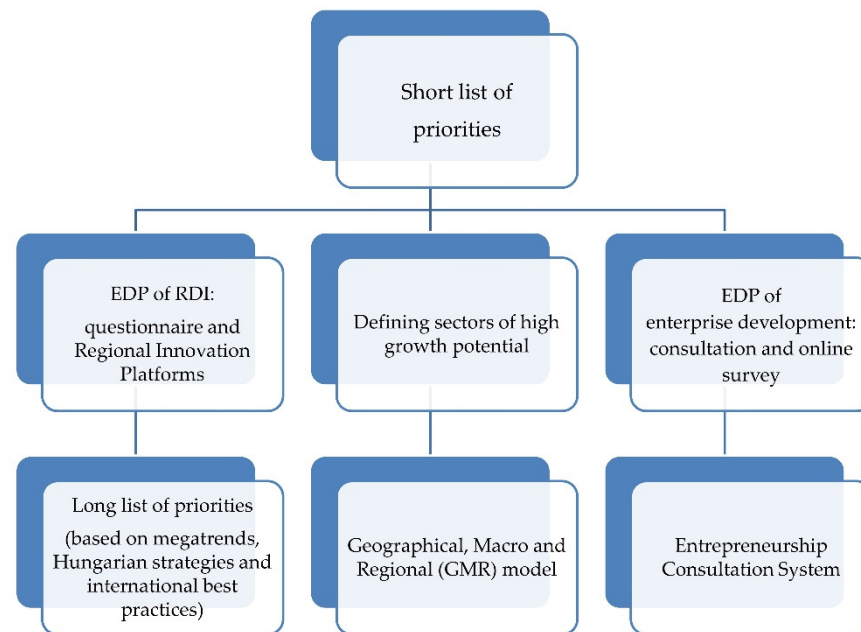 Short list of
priorities
EDP of RDI:
questionnaire and
Regional Innovation
Platforms
Defining sectors of high
growth potential
EDP of
enterprise development:
consultation and online
survey
Long list of priorities
(based on megatrends,
Hungarian strategies and
international best
practices)
Geographical, Macro and
Regional (GMR) model
Entrepreneurship
Consultation System